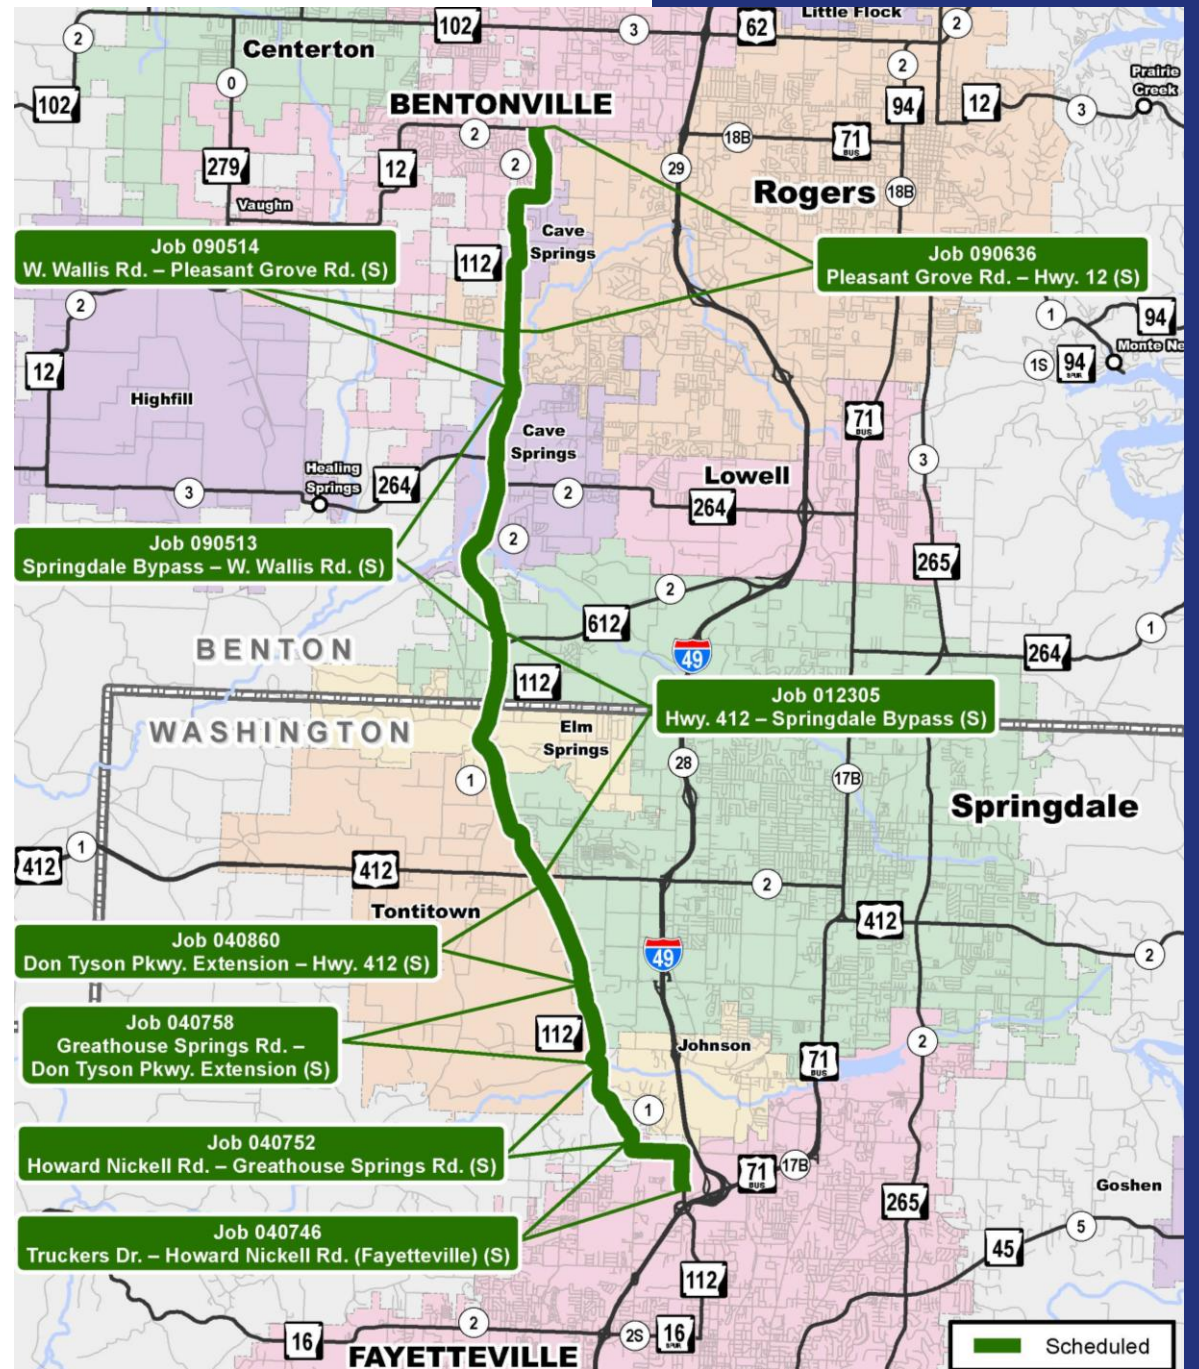 Little Flock
102
62
2
3
2
Centerton
2
Prairie
Creek
0
102
94
12
3
BENTONVILLE
2
18B
71
BUS
2
279
12
29
Rogers
18B
Vaughn
Cave
Springs
Job 090514
W. Wallis Rd. – Pleasant Grove Rd. (S)
112
Job 090636
Pleasant Grove Rd. – Hwy. 12 (S)
2
1
94
12
Monte Ne
1S
94
SPUR
Highfill
71
BUS
Cave
Springs
Healing
Springs
264
Lowell
3
3
2
264
Job 090513
Springdale Bypass – W. Wallis Rd. (S)
2
265
2
612
1
BENTON
49
264
112
Job 012305
Hwy. 412 – Springdale Bypass (S)
WASHINGTON
Elm
Springs
1
28
17B
Springdale
412
1
412
2
Tontitown
412
Job 040860
Don Tyson Pkwy. Extension – Hwy. 412 (S)
49
2
Job 040758
Greathouse Springs Rd. –
Don Tyson Pkwy. Extension (S)
112
Johnson
71
BUS
2
1
Job 040752
Howard Nickell Rd. – Greathouse Springs Rd. (S)
71
BUS
17B
Goshen
265
Job 040746
Truckers Dr. – Howard Nickell Rd. (Fayetteville) (S)
5
45
112
16
2
2S
16
SPUR
FAYETTEVILLE
Scheduled